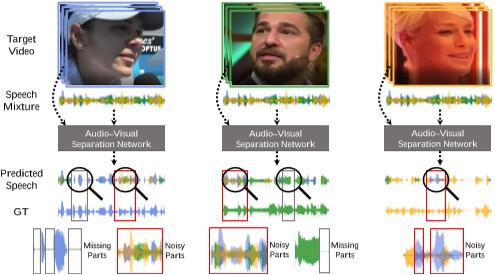 Target
Video
OPTUS
Speech
Mixture
Audio–Visual
Separation Network
Audio–Visual
Separation Network
Audio–Visual
Separation Network
Predicted
Speech
GT
Missing
Parts
Noisy
Parts
Noisy
Parts
Missing
Parts
Noisy
Parts